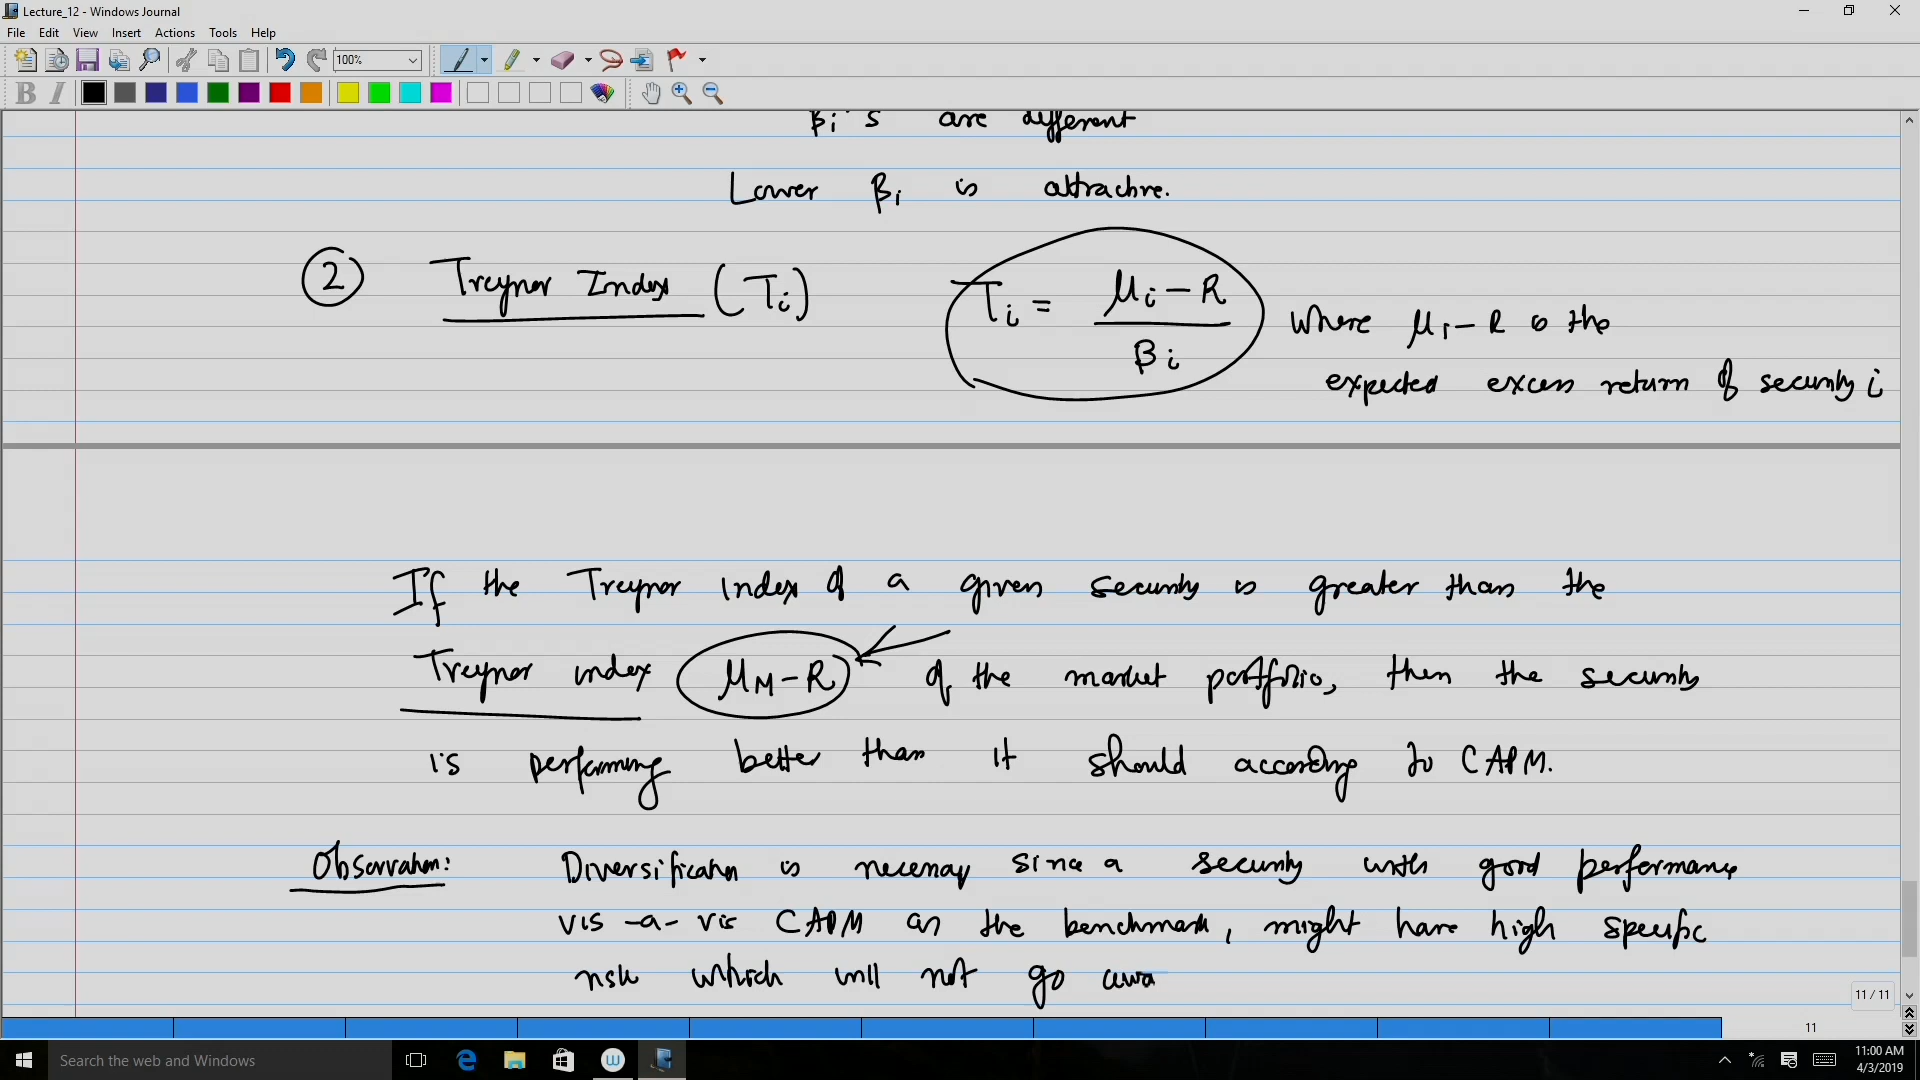 Lecture_12 - Windows Journal
File Edit View Insert Actions Tools Help
100%
βi's are different
Lower βi is attractive.
② Treynor Index (Ti) Ti = (μi − R) / βi where μi − R is the
expected excess return of security i
If the Treynor Index of a given security is greater than the
Treynor index μM − R of the market portfolio, then the security
is performing better than it should according to CAPM.
Observation: Diversification is necessary since a security with good performance
vis-a-vis CAPM as the benchmark, might have high specific
risk which will not go awa
11 / 11
11
Search the web and Windows
11:00 AM
4/3/2019